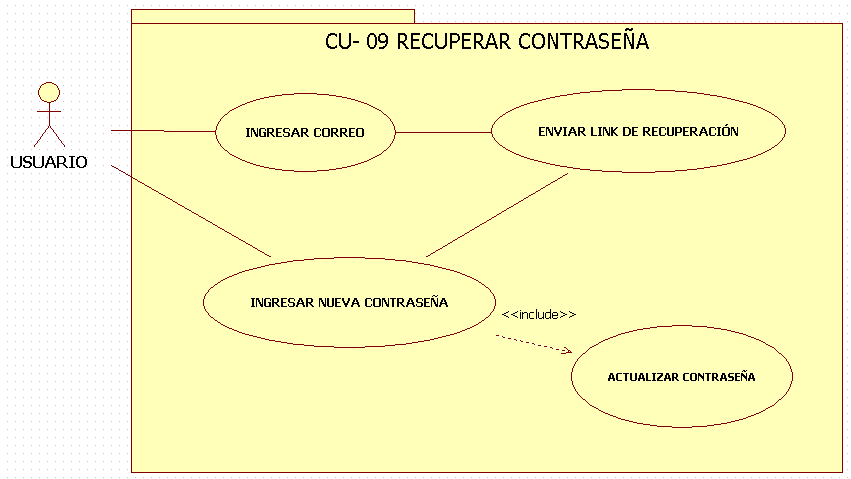 CU- 09 RECUPERAR CONTRASEÑA
INGRESAR CORREO
ENVIAR LINK DE RECUPERACIÓN
USUARIO
INGRESAR NUEVA CONTRASEÑA
<<include>>
ACTUALIZAR CONTRASEÑA